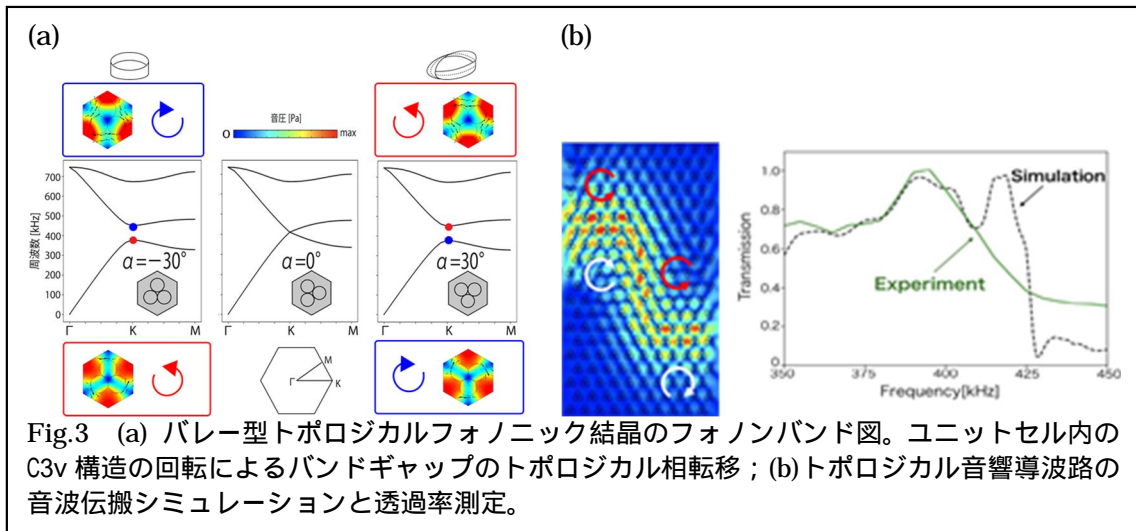 (a)
(b)
音圧 [Pa]
0
max
周波数 [kHz]
700
600
500
400
300
200
100
0
α=−30°
α=0°
α=30°
Γ
K
M
Γ
K
M
Γ
K
M
M
Γ
K
Transmission
1.0
0.8
0.6
0.4
0.2
0
Simulation
Experiment
350
375
400
425
450
Frequency[kHz]
Fig.3 (a) バレー型トポロジカルフォノニック結晶のフォノンバンド図。ユニットセル内の
C3v 構造の回転によるバンドギャップのトポロジカル相転移；(b)トポロジカル音響導波路の
音波伝搬シミュレーションと透過率測定。